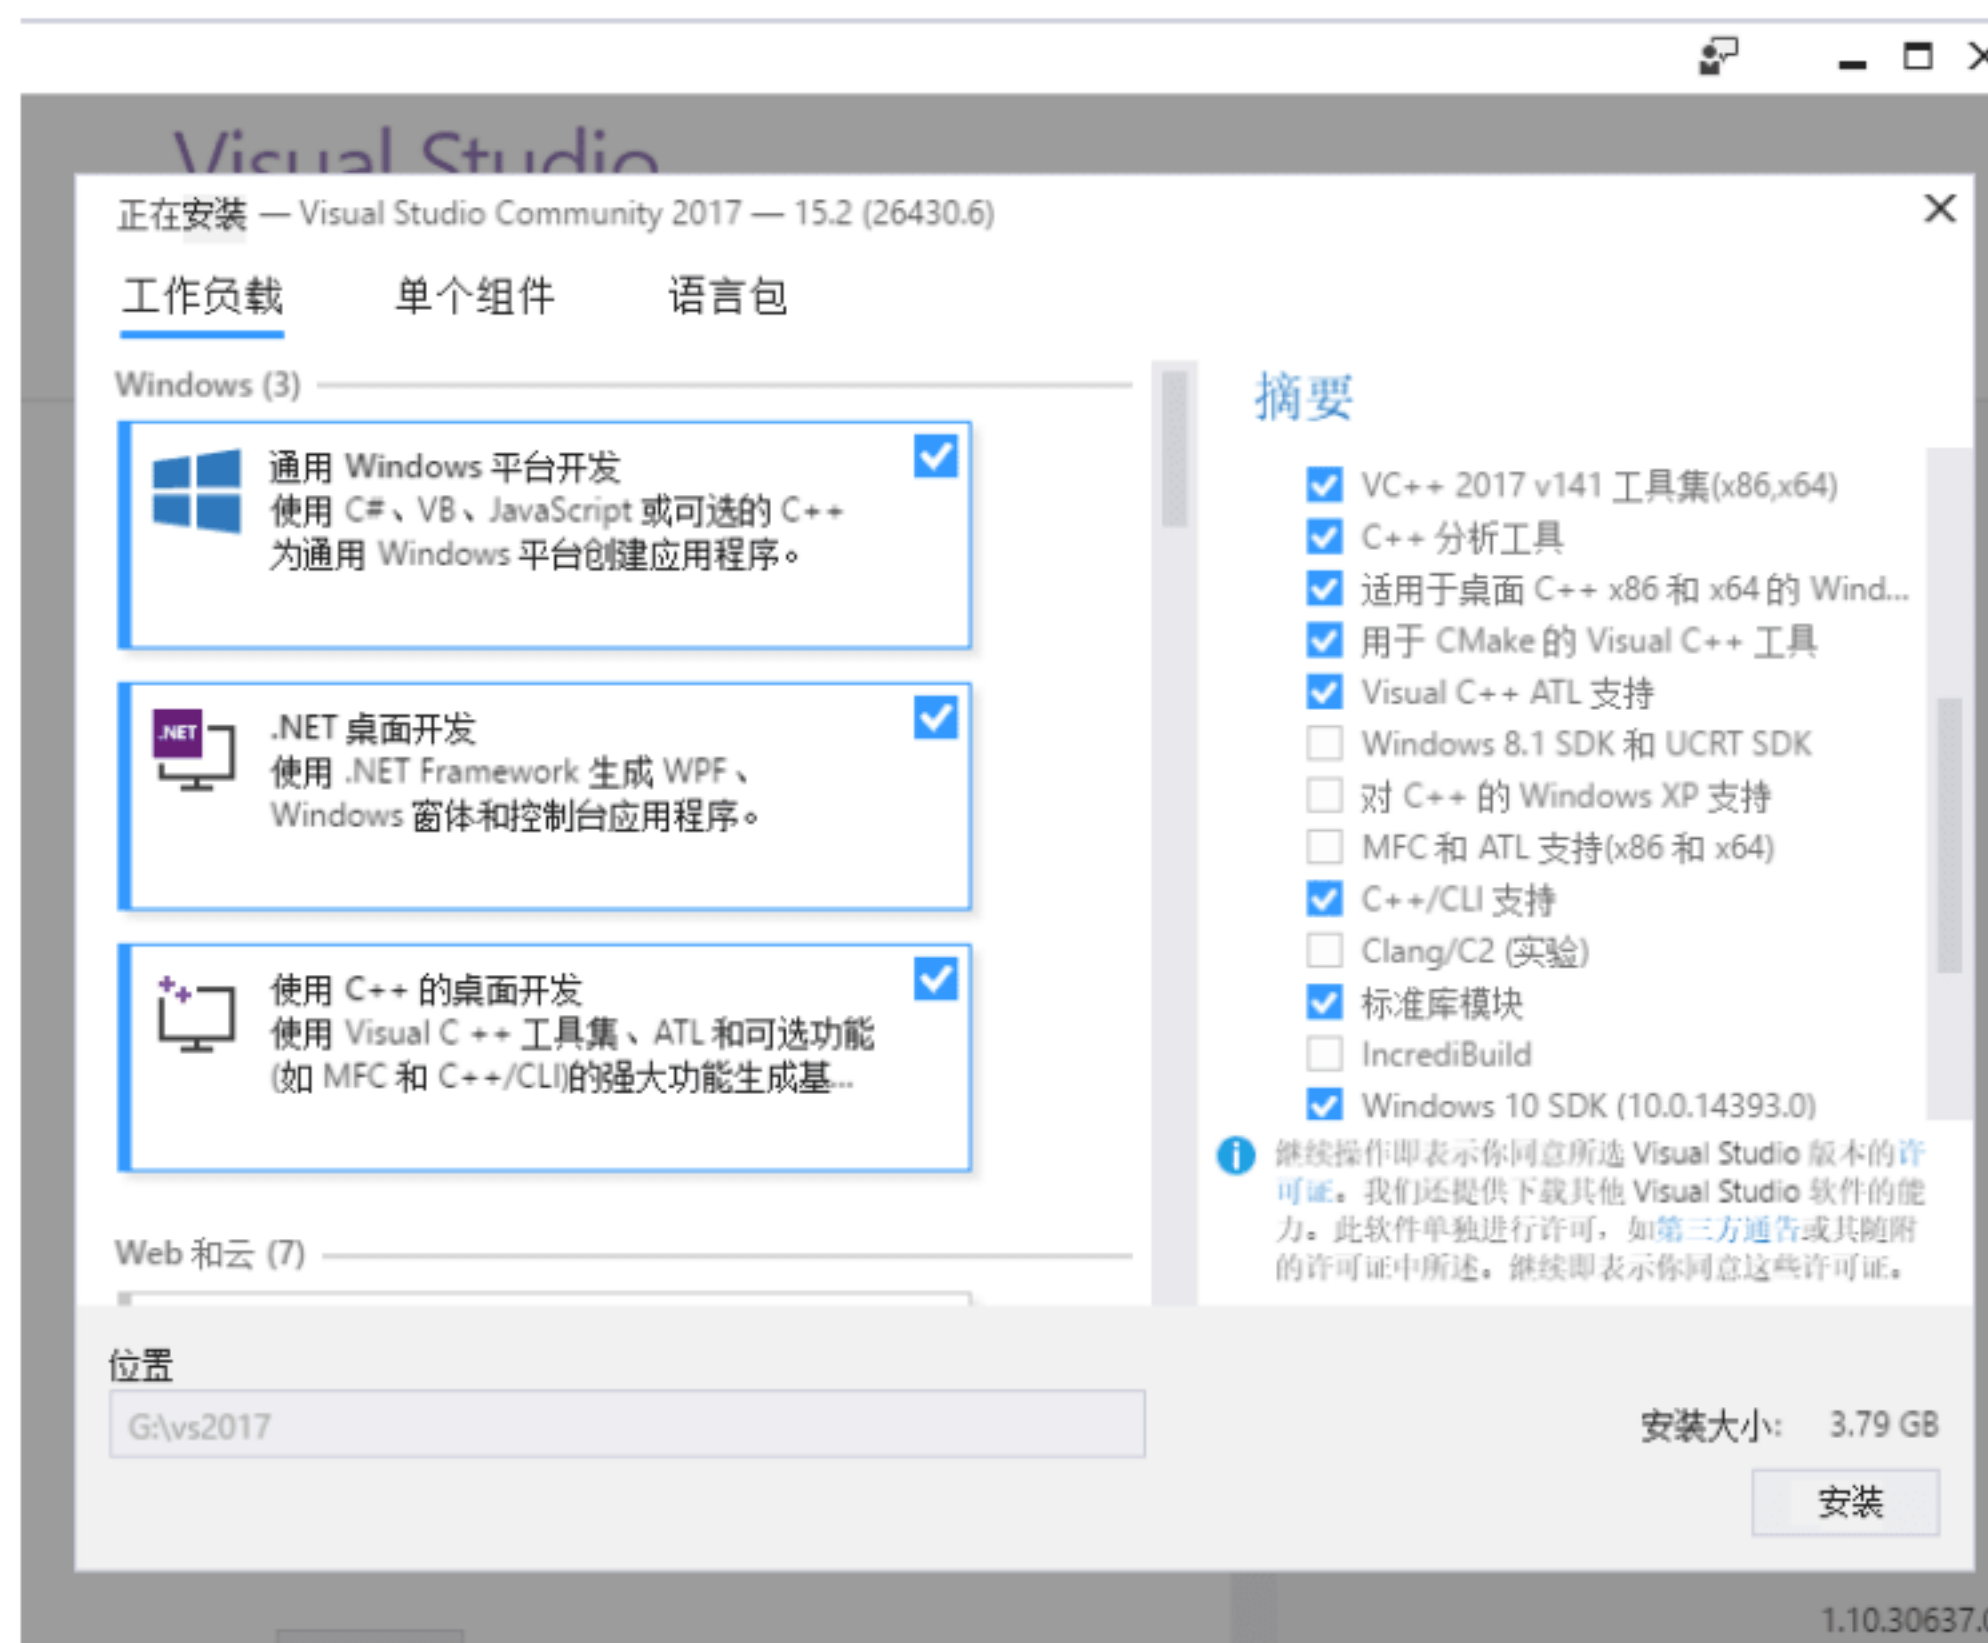 Visual Studio
正在安装 — Visual Studio Community 2017 — 15.2 (26430.6)
工作负载 单个组件 语言包
Windows (3)
通用 Windows 平台开发
使用 C#、VB、JavaScript 或可选的 C++
为通用 Windows 平台创建应用程序。
.NET
.NET 桌面开发
使用 .NET Framework 生成 WPF、
Windows 窗体和控制台应用程序。
使用 C++ 的桌面开发
使用 Visual C ++ 工具集、ATL 和可选功能
(如 MFC 和 C++/CLI)的强大功能生成基...
Web 和云 (7)
摘要
VC++ 2017 v141 工具集(x86,x64)
C++ 分析工具
适用于桌面 C++ x86 和 x64 的 Wind...
用于 CMake 的 Visual C++ 工具
Visual C++ ATL 支持
Windows 8.1 SDK 和 UCRT SDK
对 C++ 的 Windows XP 支持
MFC 和 ATL 支持(x86 和 x64)
C++/CLI 支持
Clang/C2 (实验)
标准库模块
IncrediBuild
Windows 10 SDK (10.0.14393.0)
继续操作即表示你同意所选 Visual Studio 版本的许
可证。我们还提供下载其他 Visual Studio 软件的能
力。此软件单独进行许可，如第三方通告或其随附
的许可证中所述。继续即表示你同意这些许可证。
位置
G:\vs2017
安装大小: 3.79 GB
安装
1.10.30637.